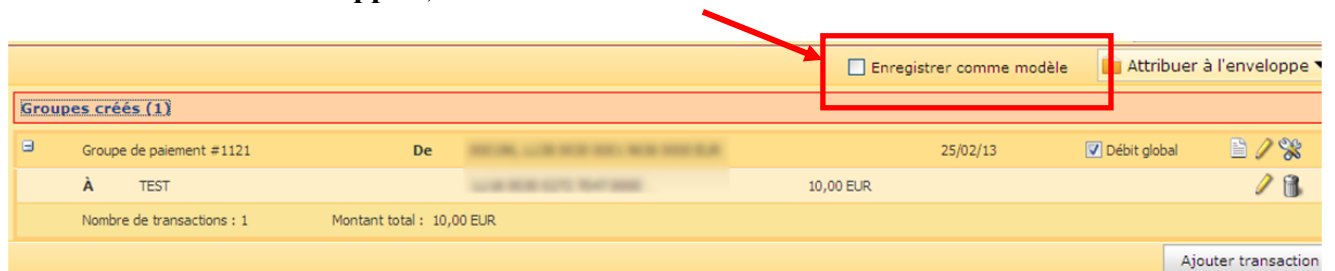 Enregistrer comme modèle Attribuer à l'enveloppe
Groupes créés (1)
Groupe de paiement #1121 De 25/02/13 Débit global
À TEST 10,00 EUR
Nombre de transactions : 1 Montant total : 10,00 EUR
Ajouter transaction